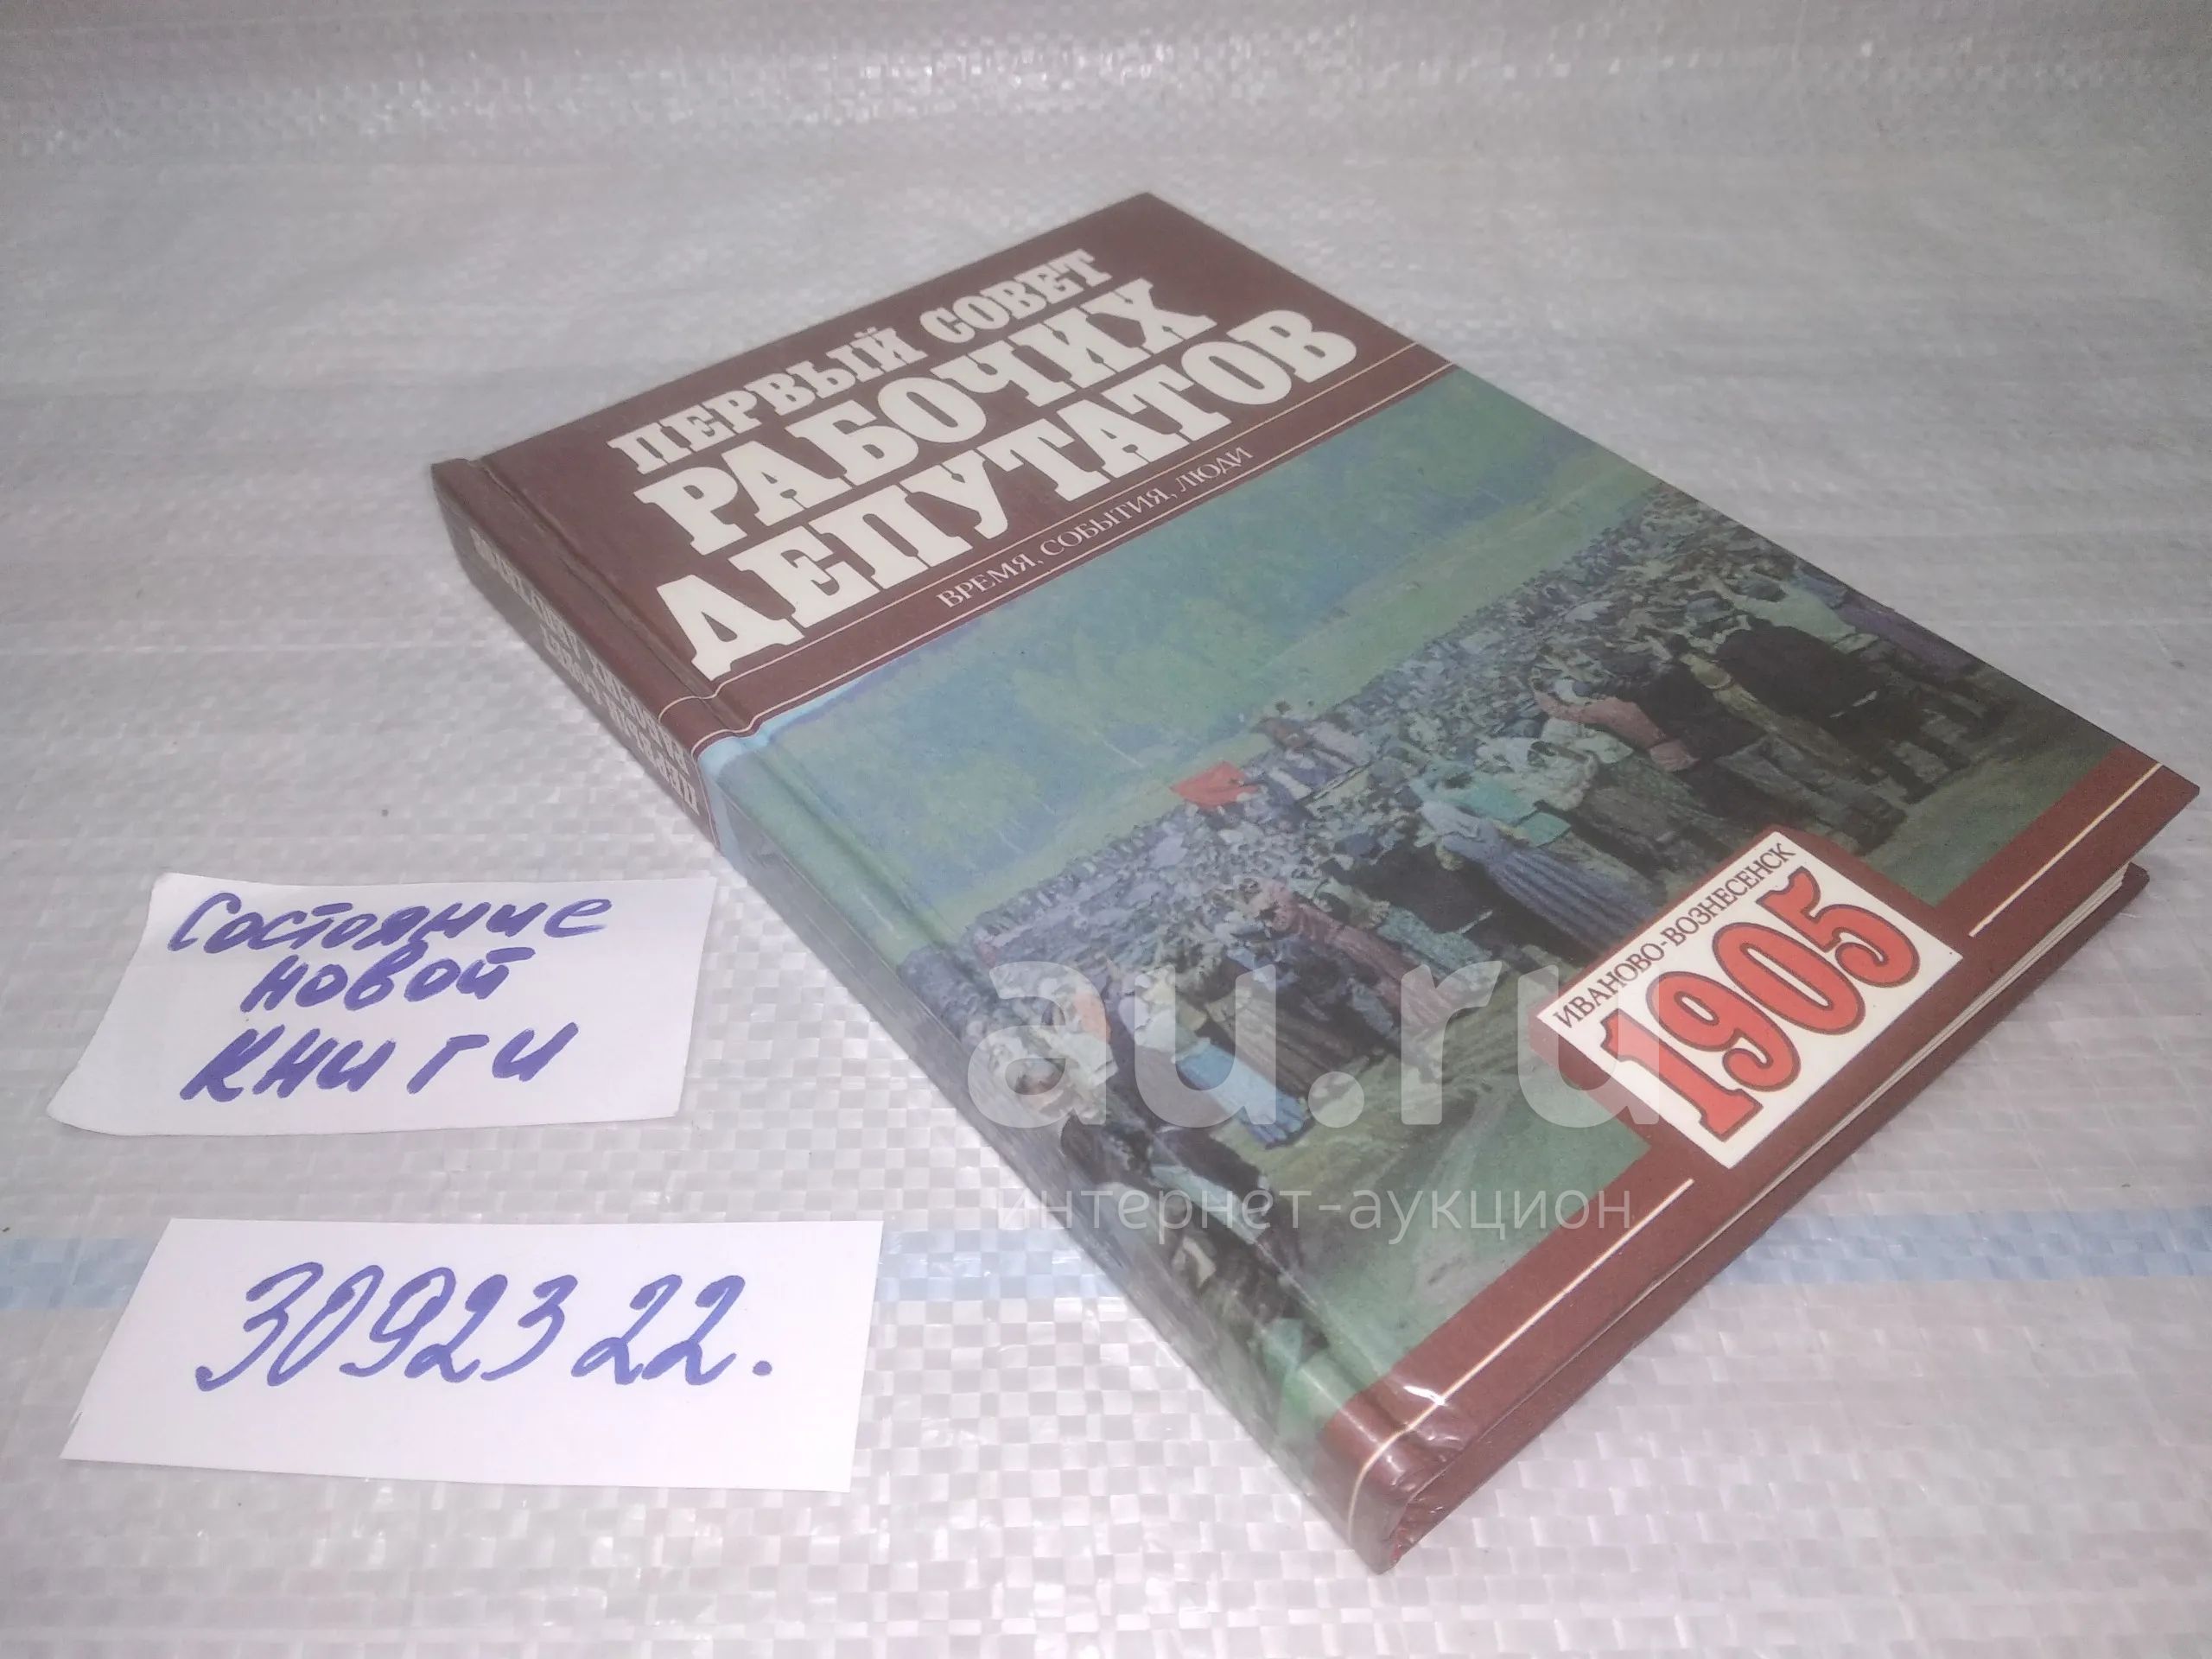 ПЕРВЫЙ СОВЕТ
РАБОЧИХ
ДЕПУТАТОВ
ВРЕМЯ, СОБЫТИЯ, ЛЮДИ
ИВАНОВО-ВОЗНЕСЕНСК
1905
Состояние
новой
книги
3092322.
au.ru
интернет-аукцион